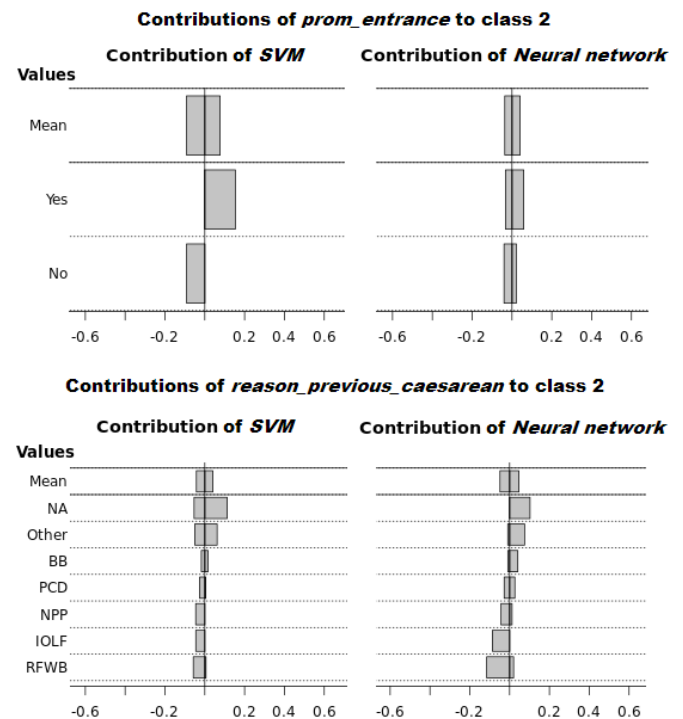 Contributions of prom_entrance to class 2
Contribution of SVM Contribution of Neural network
Values
Mean
Yes
No
-0.6 -0.2 0.2 0.4 0.6 -0.6 -0.2 0.2 0.4 0.6
Contributions of reason_previous_caesarean to class 2
Contribution of SVM Contribution of Neural network
Values
Mean
NA
Other
BB
PCD
NPP
IOLF
RFWB
-0.6 -0.2 0.2 0.4 0.6 -0.6 -0.2 0.2 0.4 0.6